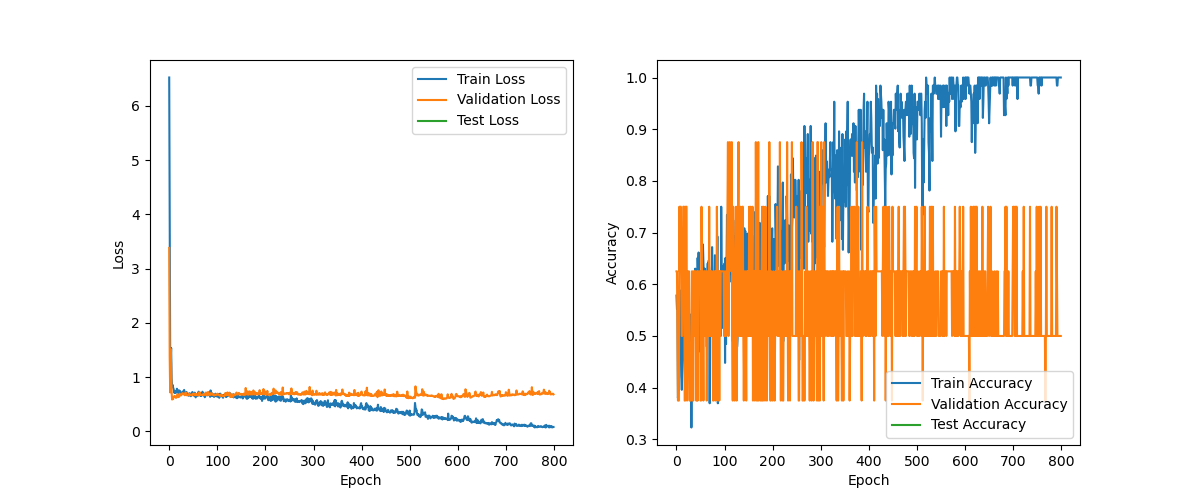 Train Loss
Validation Loss
Test Loss
6
5
4
3
2
1
0
Loss
0 100 200 300 400 500 600 700 800
Epoch
1.0
0.9
0.8
0.7
0.6
0.5
0.4
0.3
Accuracy
Train Accuracy
Validation Accuracy
Test Accuracy
0 100 200 300 400 500 600 700 800
Epoch